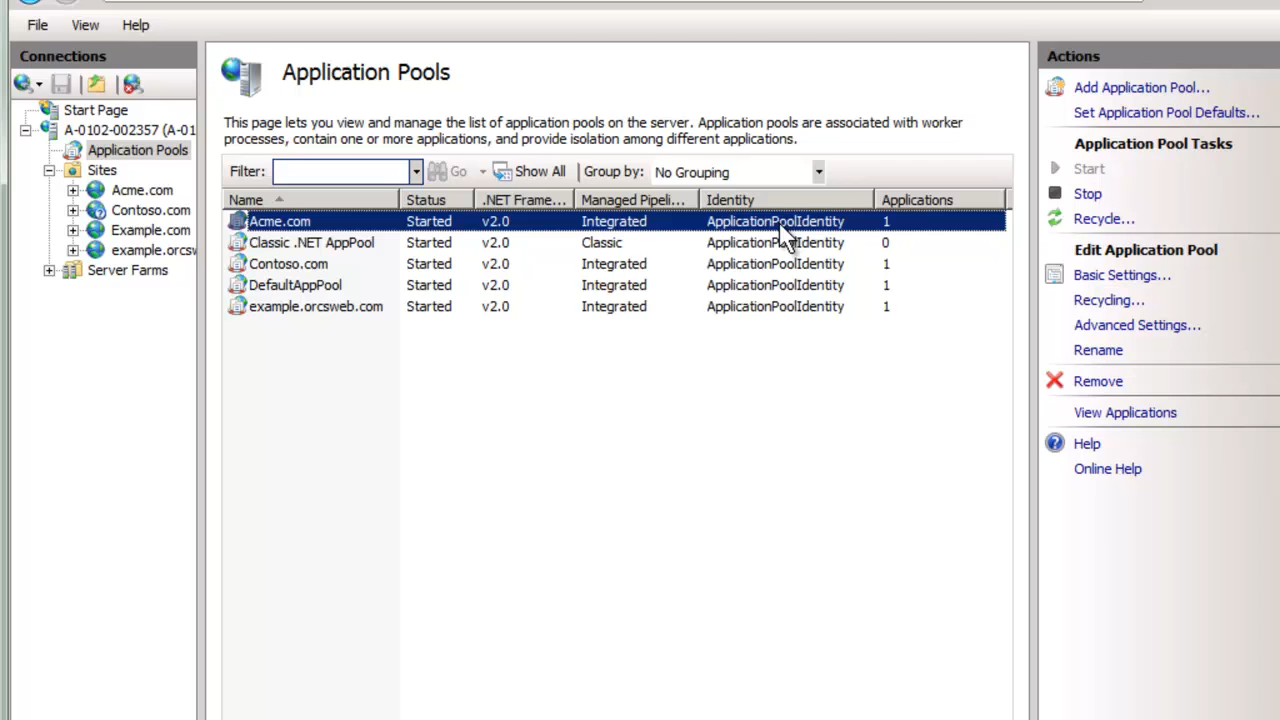 File View Help
Connections
Start Page
A-0102-002357 (A-01
Application Pools
Sites
Acme.com
Contoso.com
Example.com
example.orcsw
Server Farms
Application Pools
This page lets you view and manage the list of application pools on the server. Application pools are associated with worker
processes, contain one or more applications, and provide isolation among different applications.
Filter: Go Show All Group by: No Grouping
Name Status .NET Frame... Managed Pipeli... Identity Applications
Acme.com Started v2.0 Integrated ApplicationPoolIdentity 1
Classic .NET AppPool Started v2.0 Classic ApplicationPoolIdentity 0
Contoso.com Started v2.0 Integrated ApplicationPoolIdentity 1
DefaultAppPool Started v2.0 Integrated ApplicationPoolIdentity 1
example.orcsweb.com Started v2.0 Integrated ApplicationPoolIdentity 1
Actions
Add Application Pool...
Set Application Pool Defaults...
Application Pool Tasks
Start
Stop
Recycle...
Edit Application Pool
Basic Settings...
Recycling...
Advanced Settings...
Rename
Remove
View Applications
Help
Online Help